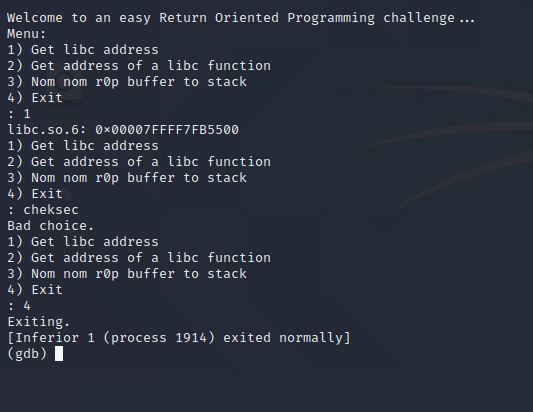 Welcome to an easy Return Oriented Programming challenge...
Menu:
1) Get libc address
2) Get address of a libc function
3) Nom nom r0p buffer to stack
4) Exit
: 1
libc.so.6: 0×00007FFFF7FB5500
1) Get libc address
2) Get address of a libc function
3) Nom nom r0p buffer to stack
4) Exit
: cheksec
Bad choice.
1) Get libc address
2) Get address of a libc function
3) Nom nom r0p buffer to stack
4) Exit
: 4
Exiting.
[Inferior 1 (process 1914) exited normally]
(gdb)